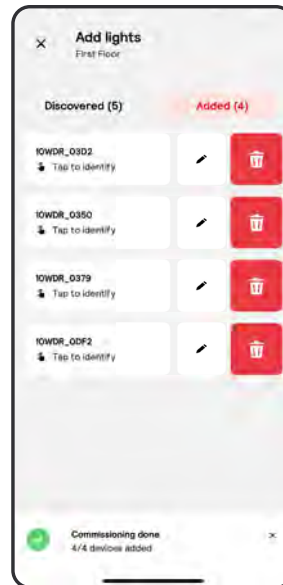 Add lights
First Floor
Discovered (5)
Added (4)
10WDR_03D2
Tap to identify
10WDR_0350
Tap to identify
10WDR_0379
Tap to identify
10WDR_0DF2
Tap to identify
Commissioning done
4/4 devices added